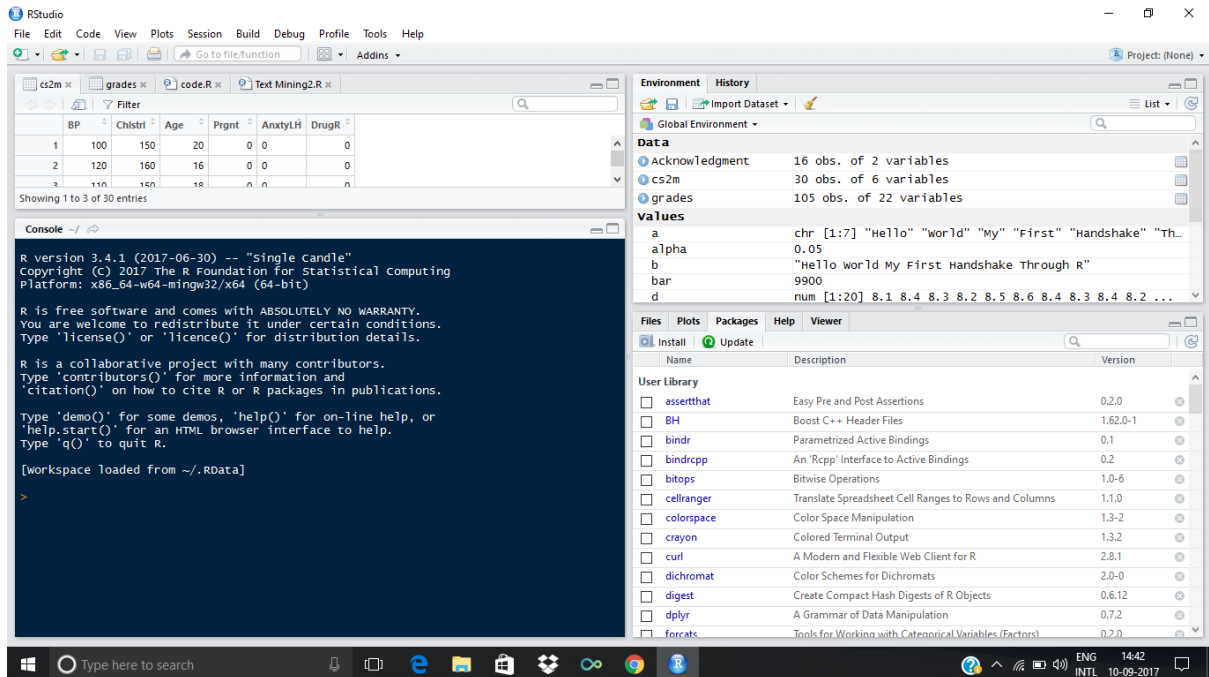 RStudio
File Edit Code View Plots Session Build Debug Profile Tools Help
Go to file/function Addins Project: (None)
cs2m grades code.R Text Mining2.R
Filter
BP Chlstrl Age Prgnt AnxtyLH DrugR
1 100 150 20 0 0 0
2 120 160 16 0 0 0
3 110 150 18 0 0 0
Showing 1 to 3 of 30 entries
Console ~/
R version 3.4.1 (2017-06-30) -- "Single Candle"
Copyright (C) 2017 The R Foundation for Statistical Computing
Platform: x86_64-w64-mingw32/x64 (64-bit)
R is free software and comes with ABSOLUTELY NO WARRANTY.
You are welcome to redistribute it under certain conditions.
Type 'license()' or 'licence()' for distribution details.
R is a collaborative project with many contributors.
Type 'contributors()' for more information and
'citation()' on how to cite R or R packages in publications.
Type 'demo()' for some demos, 'help()' for on-line help, or
'help.start()' for an HTML browser interface to help.
Type 'q()' to quit R.
[Workspace loaded from ~/.RData]
>
Environment History
Import Dataset List
Global Environment
Data
Acknowledgment 16 obs. of 2 variables
cs2m 30 obs. of 6 variables
grades 105 obs. of 22 variables
Values
a chr [1:7] "Hello" "World" "My" "First" "Handshake" "Th…
alpha 0.05
b "Hello World My First Handshake Through R"
bar 9900
d num [1:20] 8.1 8.4 8.3 8.2 8.5 8.6 8.4 8.3 8.4 8.2 ...
Files Plots Packages Help Viewer
Install Update
Name Description Version
User Library
assertthat Easy Pre and Post Assertions 0.2.0
BH Boost C++ Header Files 1.62.0-1
bindr Parametrized Active Bindings 0.1
bindrcpp An 'Rcpp' Interface to Active Bindings 0.2
bitops Bitwise Operations 1.0-6
cellranger Translate Spreadsheet Cell Ranges to Rows and Columns 1.1.0
colorspace Color Space Manipulation 1.3-2
crayon Colored Terminal Output 1.3.2
curl A Modern and Flexible Web Client for R 2.8.1
dichromat Color Schemes for Dichromats 2.0-0
digest Create Compact Hash Digests of R Objects 0.6.12
dplyr A Grammar of Data Manipulation 0.7.2
forcats Tools for Working with Categorical Variables (Factors) 0.2.0
Type here to search
ENG 14:42
INTL 10-09-2017